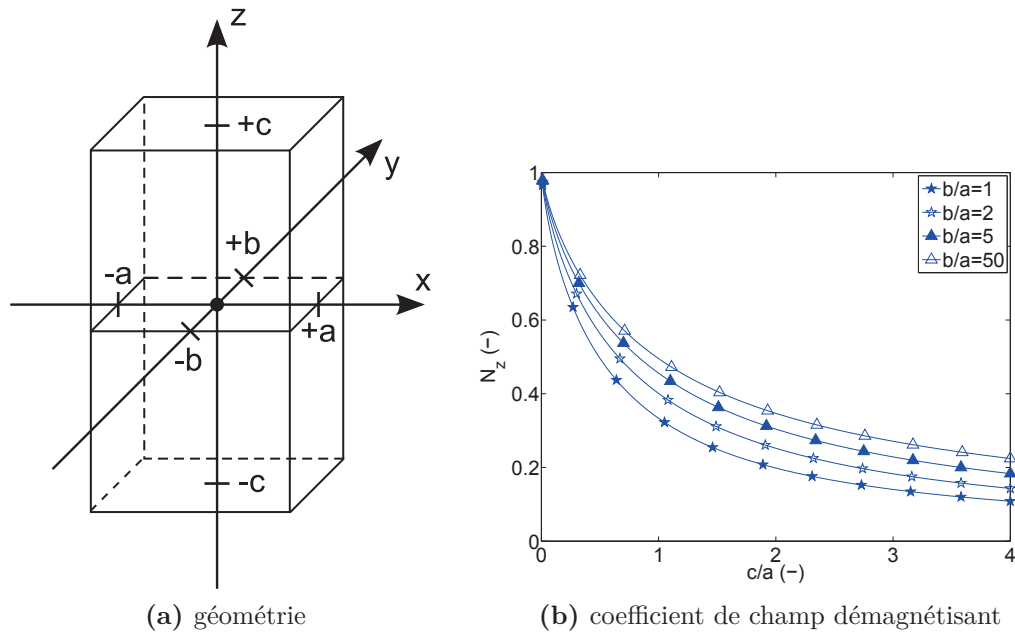 z
+c
y
+b
-a
x
+a
-b
-c
(a) géométrie
1
0.8
0.6
0.4
0.2
0
N_z (−)
0 1 2 3 4
c/a (−)
b/a=1
b/a=2
b/a=5
b/a=50
(b) coefficient de champ démagnétisant